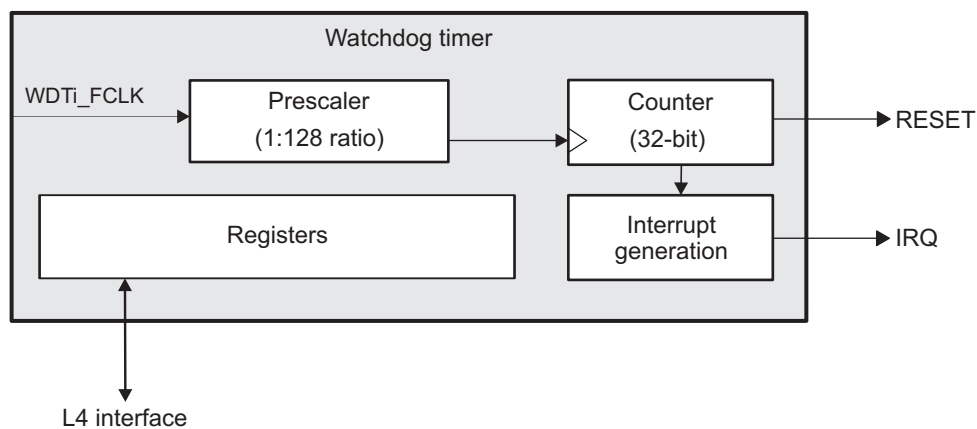 Watchdog timer
WDTi_FCLK
Prescaler
(1:128 ratio)
Counter
(32-bit)
RESET
Registers
Interrupt
generation
IRQ
L4 interface